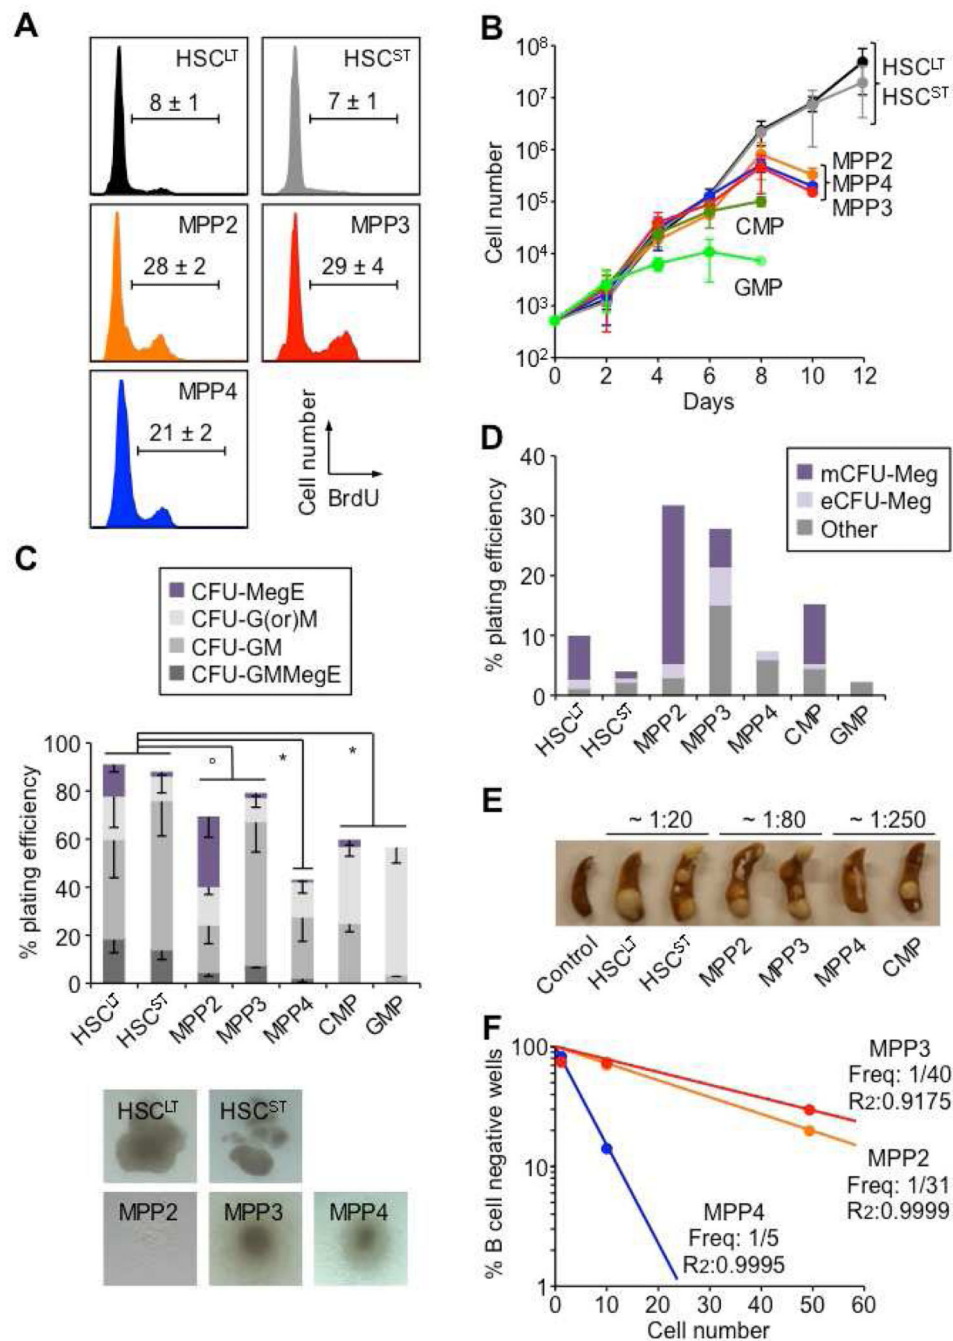 A
HSCLT
8 ± 1
HSCST
7 ± 1
MPP2
28 ± 2
MPP3
29 ± 4
MPP4
21 ± 2
Cell number
BrdU
B
Cell number
10⁸
10⁷
10⁶
10⁵
10⁴
10³
10²
HSCLT
HSCST
MPP2
MPP4
MPP3
CMP
GMP
0 2 4 6 8 10 12
Days
C
CFU-MegE
CFU-G(or)M
CFU-GM
CFU-GMMegE
% plating efficiency
100
80
60
40
20
0
° * *
HSCLT HSCST MPP2 MPP3 MPP4 CMP GMP
HSCLT HSCST
MPP2 MPP3 MPP4
D
% plating efficiency
40
30
20
10
0
mCFU-Meg
eCFU-Meg
Other
HSCLT HSCST MPP2 MPP3 MPP4 CMP GMP
E
~ 1:20 ~ 1:80 ~ 1:250
Control HSCLT HSCST MPP2 MPP3 MPP4 CMP
F
% B cell negative wells
100
10
1
MPP3
Freq: 1/40
R2:0.9175
MPP2
Freq: 1/31
R2:0.9999
MPP4
Freq: 1/5
R2:0.9995
0 10 20 30 40 50 60
Cell number